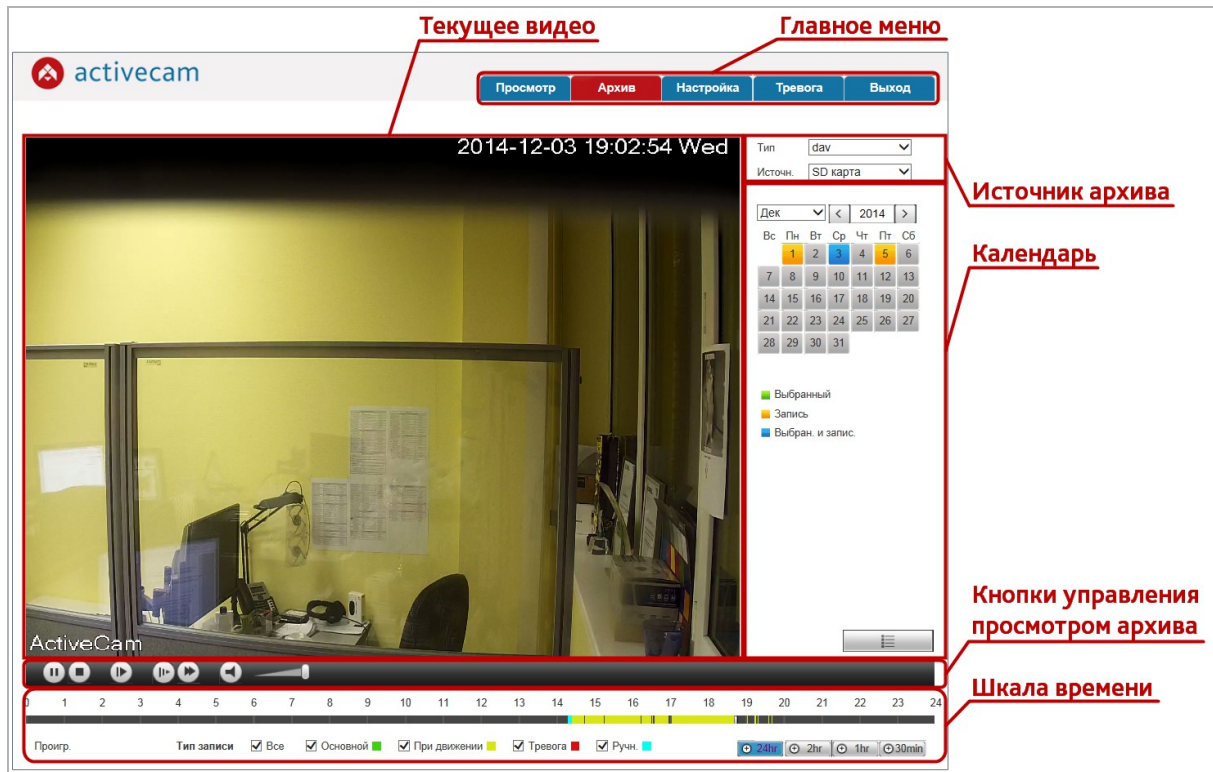 Текущее видео
Главное меню
activecam
Просмотр Архив Настройка Тревога Выход
2014-12-03 19:02:54 Wed
Тип dav
Источн. SD карта
Источник архива
Дек < 2014 >
Вс Пн Вт Ср Чт Пт Сб
1 2 3 4 5 6
7 8 9 10 11 12 13
14 15 16 17 18 19 20
21 22 23 24 25 26 27
28 29 30 31
Календарь
Выбранный
Запись
Выбран. и запис.
ActiveCam
Кнопки управления
просмотром архива
Шкала времени
0 1 2 3 4 5 6 7 8 9 10 11 12 13 14 15 16 17 18 19 20 21 22 23 24
Проигр. Тип записи Все Основной При движении Тревога Ручн. 24hr 2hr 1hr 30min